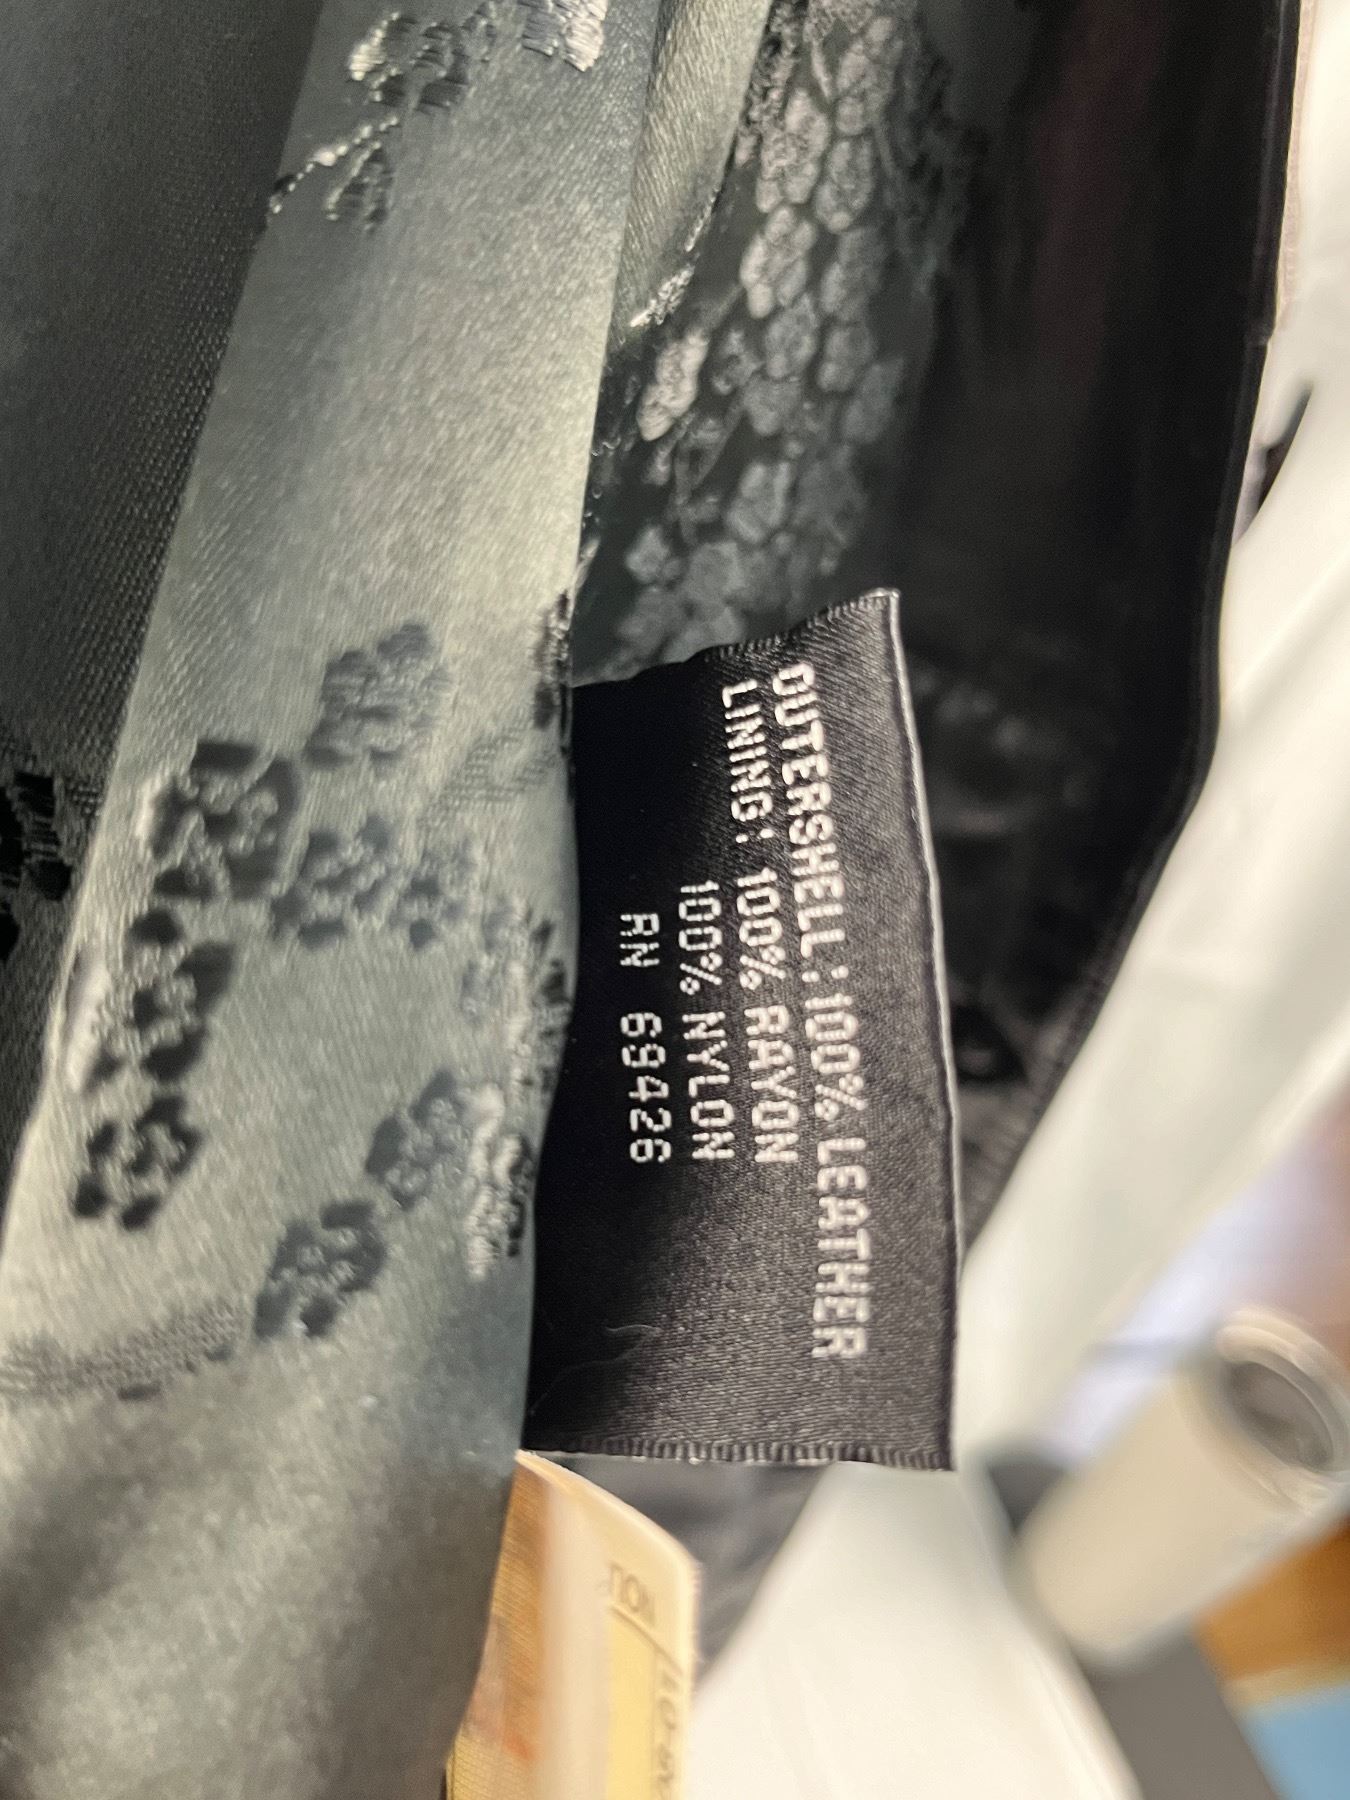 OUTERSHELL:100% LEATHER
LINING: 100% RAYON
100% NYLON
RN 69426